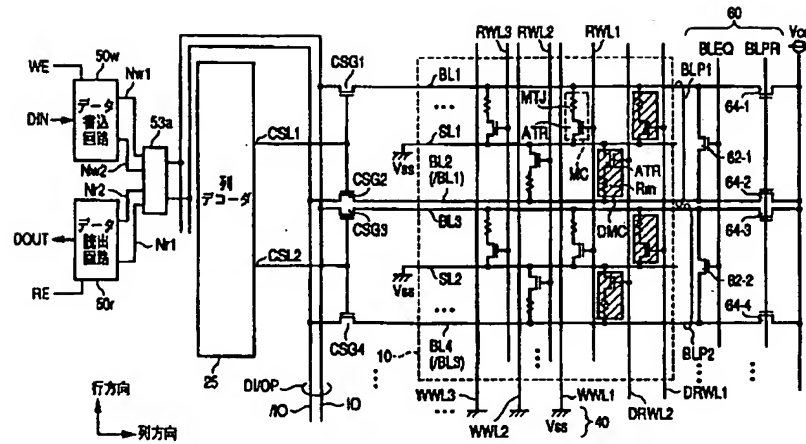 60
RWL3
RWL2
RWL1
BLEQ
BLPR
50w
WE
Nw1
CSG1
BL1
BLP1
DIN
データ
書込
回路
53a
MTJ
64-1
ATR
CSL1
SL1
Vss
MC
BL2
(/BL1)
ATR
Rm
62-1
64-2
Nw2
列
デコーダ
CSG2
Nr2
CSG3
BL3
DMC
64-3
DOUT
データ
読出
回路
Nr1
CSL2
SL2
Vss
62-2
RE
50r
64-4
CSG4
BL4
(/BL3)
10
BLP2
25
DI/OP
行方向
列方向
/IO
IO
WWL3
WWL2
WWL1
Vss
40
DRWL2
DRWL1